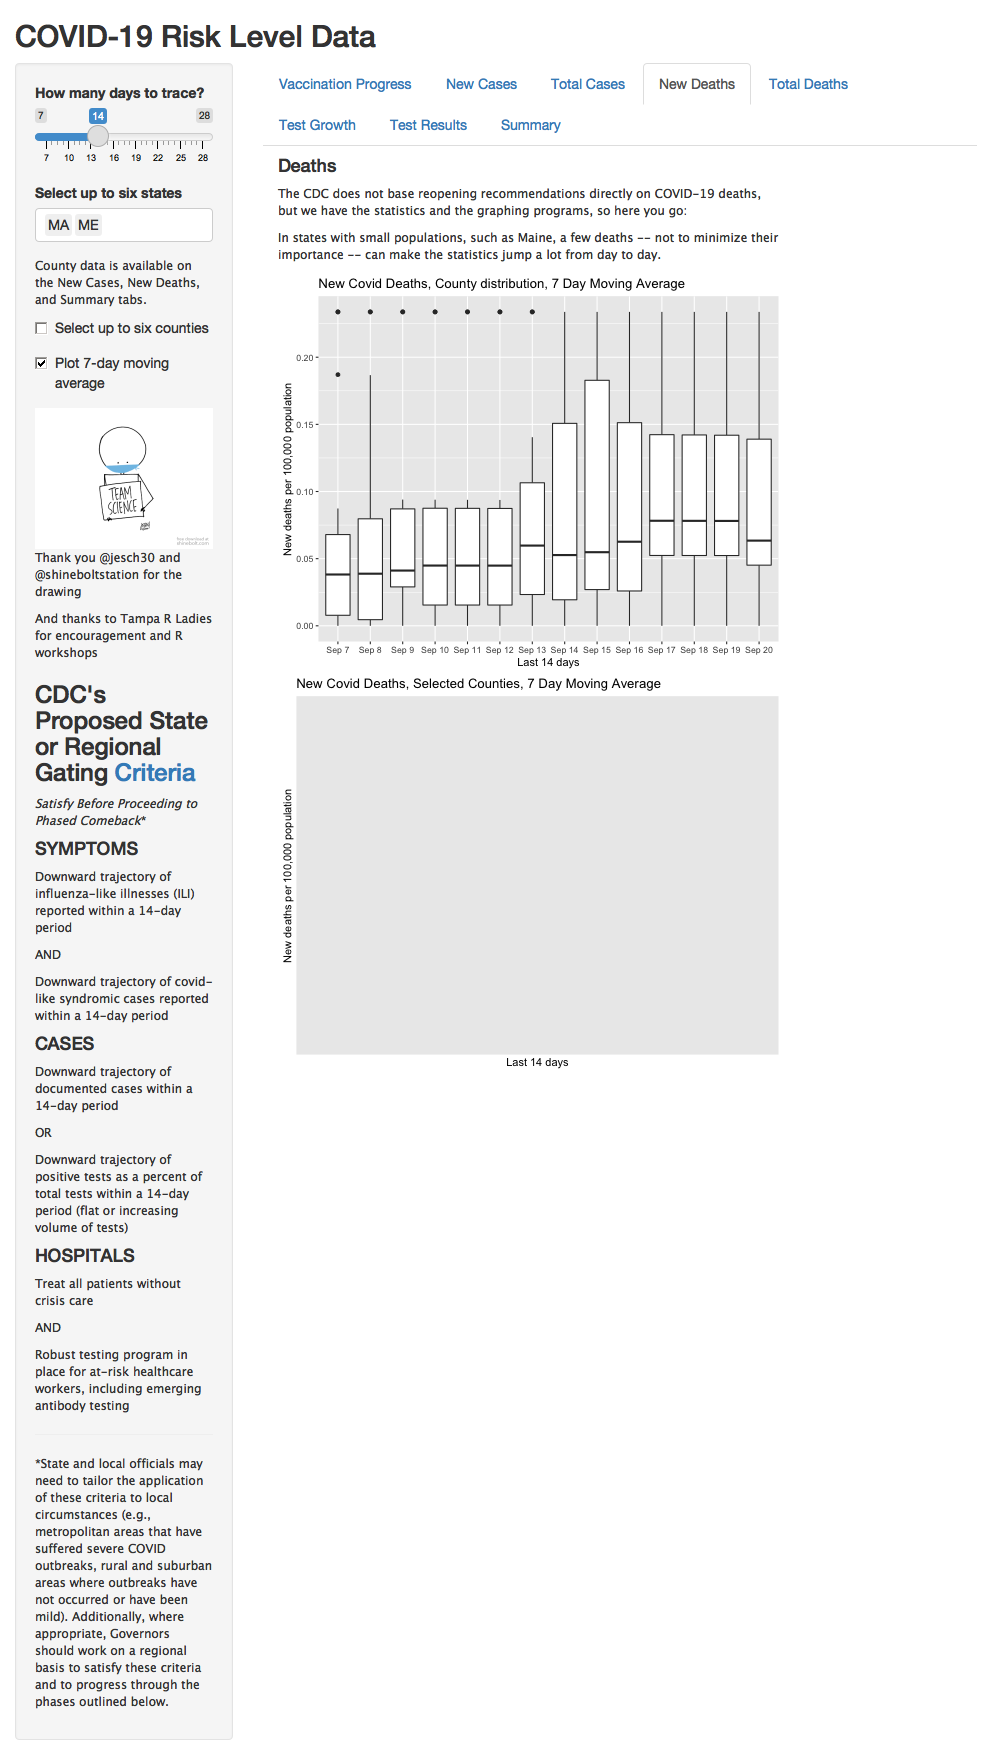 COVID-19 Risk Level Data
How many days to trace?
7
14
28
7 10 13 16 19 22 25 28
Select up to six states
MA ME
County data is available on
the New Cases, New Deaths,
and Summary tabs.
Select up to six counties
Plot 7-day moving
average
TEAM
SCIENCE
Thank you @jesch30 and
@shineboltstation for the
drawing
And thanks to Tampa R Ladies
for encouragement and R
workshops
CDC's
Proposed State
or Regional
Gating Criteria
Satisfy Before Proceeding to
Phased Comeback*
SYMPTOMS
Downward trajectory of
influenza-like illnesses (ILI)
reported within a 14-day
period
AND
Downward trajectory of covid-
like syndromic cases reported
within a 14-day period
CASES
Downward trajectory of
documented cases within a
14-day period
OR
Downward trajectory of
positive tests as a percent of
total tests within a 14-day
period (flat or increasing
volume of tests)
HOSPITALS
Treat all patients without
crisis care
AND
Robust testing program in
place for at-risk healthcare
workers, including emerging
antibody testing
*State and local officials may
need to tailor the application
of these criteria to local
circumstances (e.g.,
metropolitan areas that have
suffered severe COVID
outbreaks, rural and suburban
areas where outbreaks have
not occurred or have been
mild). Additionally, where
appropriate, Governors
should work on a regional
basis to satisfy these criteria
and to progress through the
phases outlined below.
Vaccination Progress New Cases Total Cases New Deaths Total Deaths
Test Growth Test Results Summary
Deaths
The CDC does not base reopening recommendations directly on COVID-19 deaths,
but we have the statistics and the graphing programs, so here you go:
In states with small populations, such as Maine, a few deaths -- not to minimize their
importance -- can make the statistics jump a lot from day to day.
New Covid Deaths, County distribution, 7 Day Moving Average
New deaths per 100,000 population
0.20
0.15
0.10
0.05
0.00
Sep 7 Sep 8 Sep 9 Sep 10 Sep 11 Sep 12 Sep 13 Sep 14 Sep 15 Sep 16 Sep 17 Sep 18 Sep 19 Sep 20
Last 14 days
New Covid Deaths, Selected Counties, 7 Day Moving Average
New deaths per 100,000 population
Last 14 days